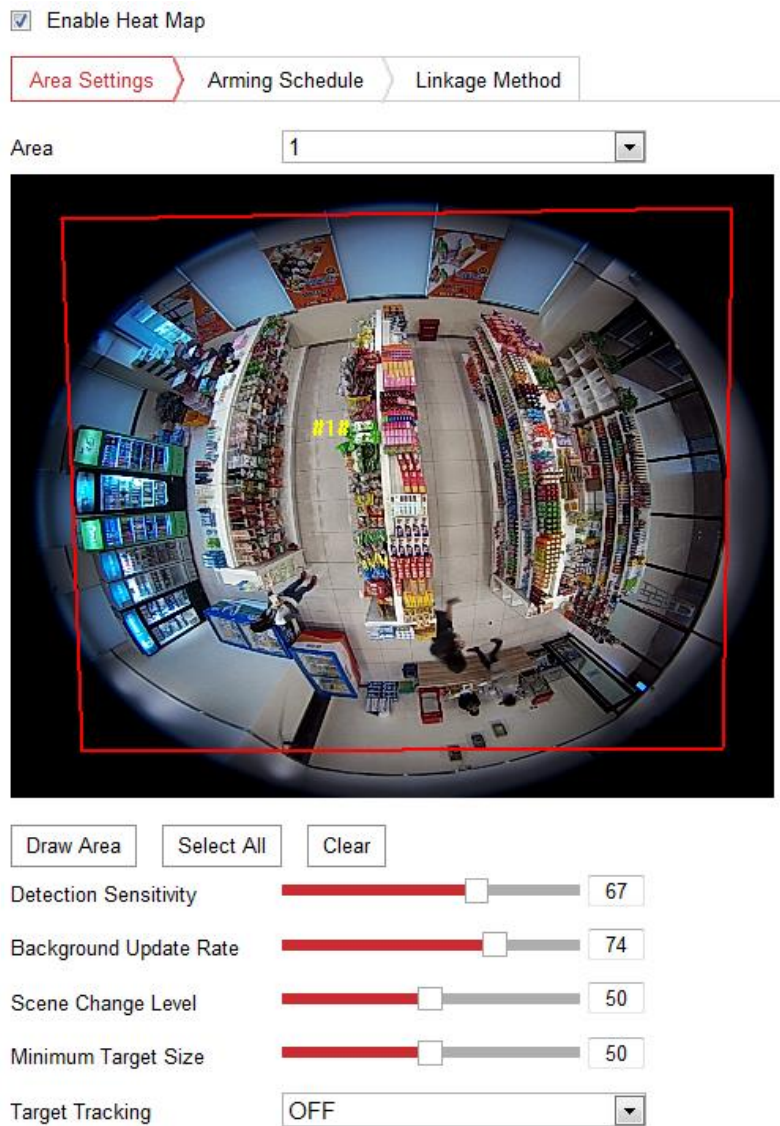 Enable Heat Map
Area Settings Arming Schedule Linkage Method
Area 1
#1#
Draw Area Select All Clear
Detection Sensitivity 67
Background Update Rate 74
Scene Change Level 50
Minimum Target Size 50
Target Tracking OFF